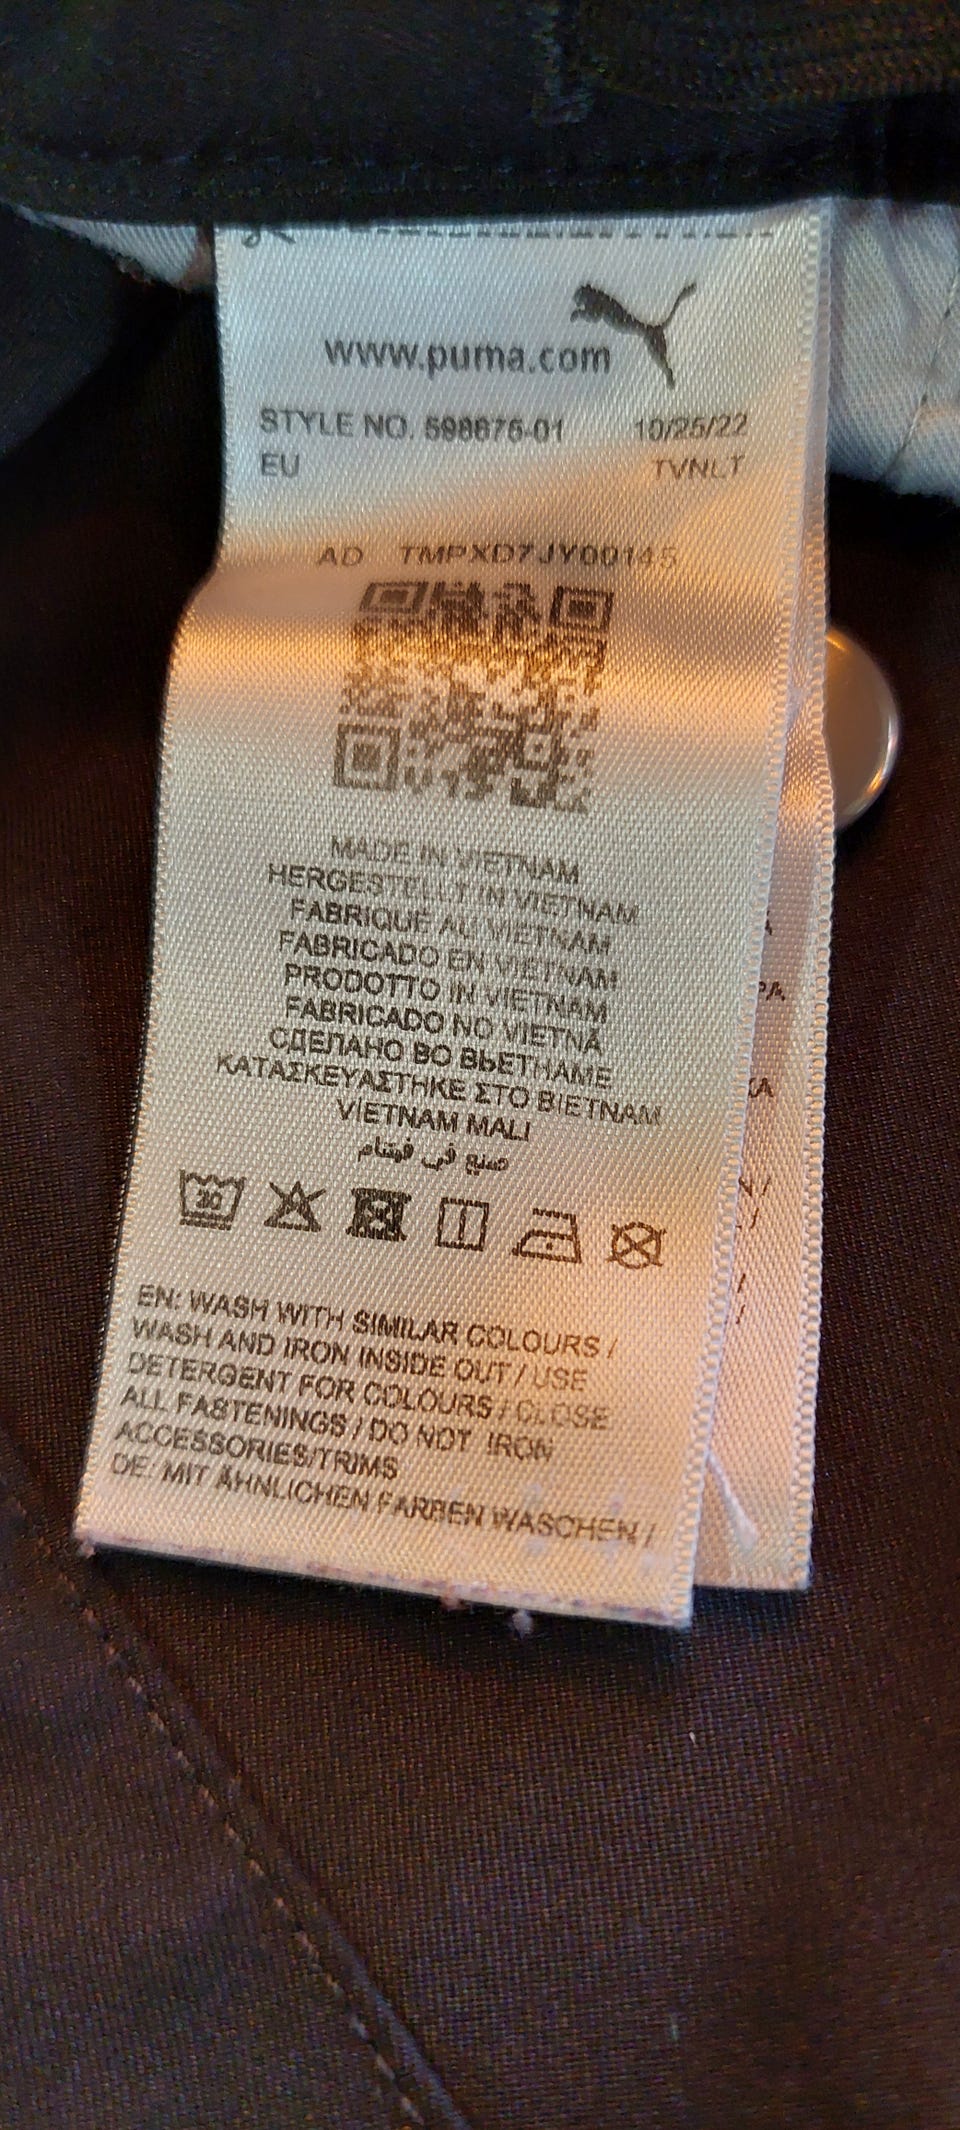 www.puma.com
STYLE NO. 598675-01 10/25/22
EU TVNLT
AD TMPXD7JY00145
MADE IN VIETNAM
HERGESTELLT IN VIETNAM
FABRIQUÉ AU VIETNAM
FABRICADO EN VIETNAM
PRODOTTO IN VIETNAM
FABRICADO NO VIETNÃ
СДЕЛАНО ВО ВЬЕТНАМЕ
ΚΑΤΑΣΚΕΥΑΣΤΗΚΕ ΣΤΟ ΒΙΕΤΝΑΜ
VIETNAM MALI
صنع في فيتنام
30
EN: WASH WITH SIMILAR COLOURS /
WASH AND IRON INSIDE OUT / USE
DETERGENT FOR COLOURS / CLOSE
ALL FASTENINGS / DO NOT IRON
ACCESSORIES/TRIMS
DE: MIT ÄHNLICHEN FARBEN WASCHEN /